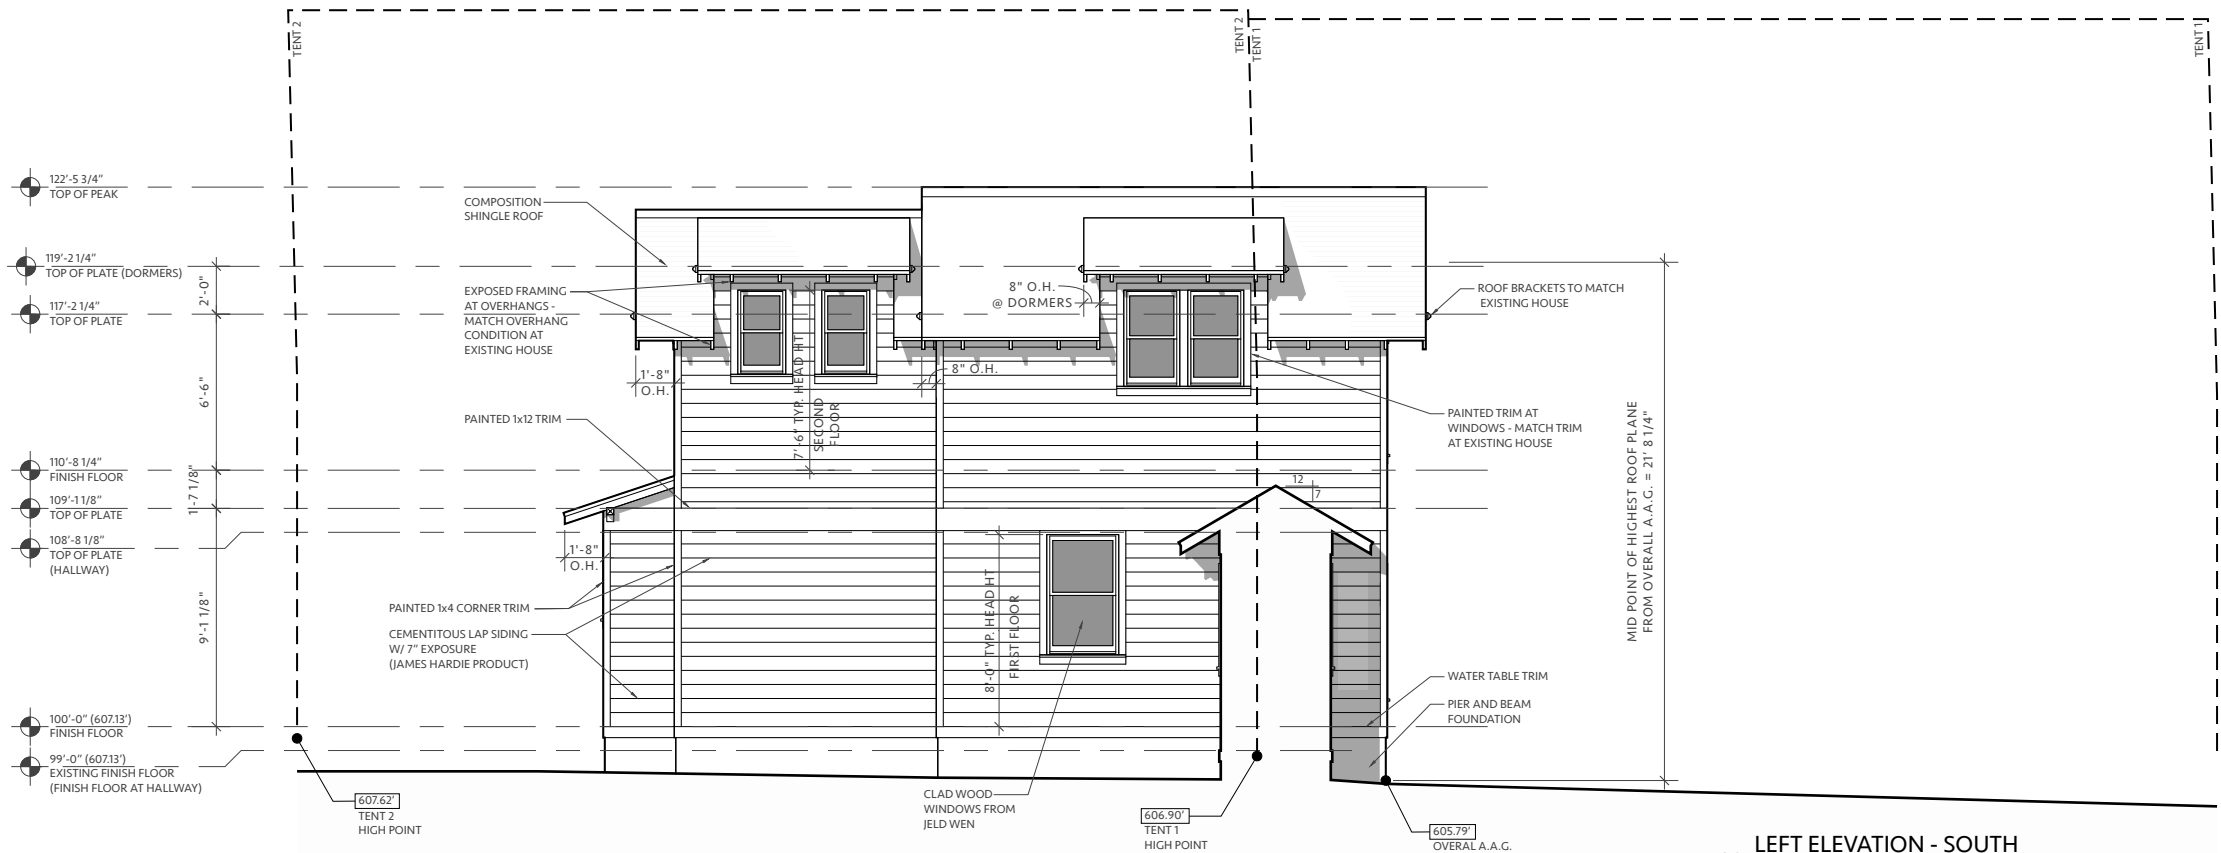 TENT 2
TENT 2
TENT 1
TENT 1
122'-5 3/4"
TOP OF PEAK
119'-2 1/4"
TOP OF PLATE (DORMERS)
117'-2 1/4"
TOP OF PLATE
110'-8 1/4"
FINISH FLOOR
109'-1 1/8"
TOP OF PLATE
108'-8 1/8"
TOP OF PLATE
(HALLWAY)
100'-0" (607.13')
FINISH FLOOR
99'-0" (607.13')
EXISTING FINISH FLOOR
(FINISH FLOOR AT HALLWAY)
2'-0"
6'-6"
1'-7 1/8"
9'-1 1/8"
COMPOSITION
SHINGLE ROOF
EXPOSED FRAMING
AT OVERHANGS -
MATCH OVERHANG
CONDITION AT
EXISTING HOUSE
1'-8"
O.H.
PAINTED 1x12 TRIM
1'-8"
O.H.
PAINTED 1x4 CORNER TRIM
CEMENTITOUS LAP SIDING
W/ 7" EXPOSURE
(JAMES HARDIE PRODUCT)
7'-6" TYP. HEAD HT
SECOND
FLOOR
8" O.H.
8" O.H.
@ DORMERS
8'-0" TYP. HEAD HT
FIRST FLOOR
12
7
ROOF BRACKETS TO MATCH
EXISTING HOUSE
PAINTED TRIM AT
WINDOWS - MATCH TRIM
AT EXISTING HOUSE
MID POINT OF HIGHEST ROOF PLANE
FROM OVERALL A.A.G. = 21' 8 1/4"
WATER TABLE TRIM
PIER AND BEAM
FOUNDATION
CLAD WOOD
WINDOWS FROM
JELD WEN
607.62'
TENT 2
HIGH POINT
606.90'
TENT 1
HIGH POINT
605.79'
OVERAL A.A.G.
LEFT ELEVATION - SOUTH